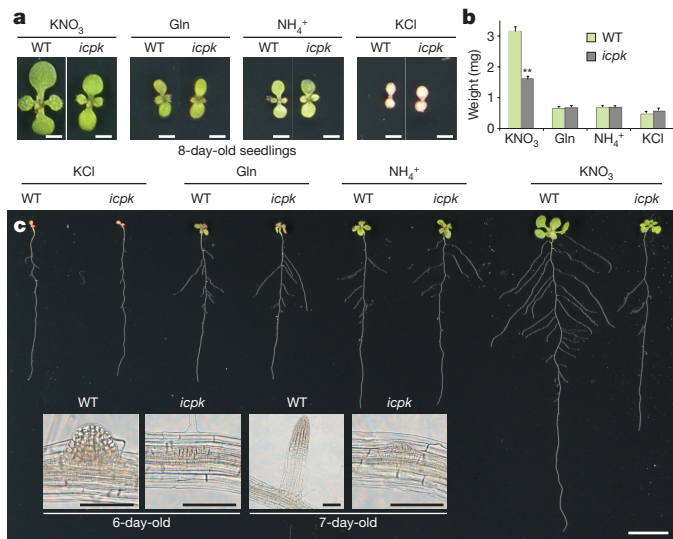 a
KNO₃ Gln NH₄⁺ KCl
WT icpk WT icpk WT icpk WT icpk
8-day-old seedlings
b
Weight (mg)
3
2
1
0
WT
icpk
**
KNO₃ Gln NH₄⁺ KCl
KCl Gln NH₄⁺ KNO₃
WT icpk WT icpk WT icpk WT icpk
c
WT icpk WT icpk
6-day-old 7-day-old